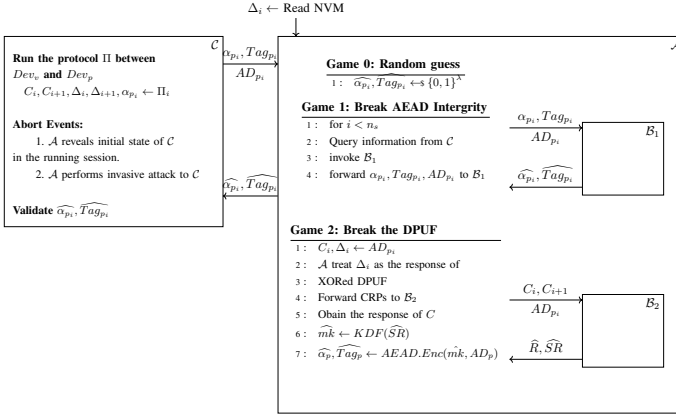 Δ_i ← Read NVM
C
Run the protocol Π between
Dev_v and Dev_p
C_i, C_{i+1}, Δ_i, Δ_{i+1}, α_{p_i} ← Π_i
Abort Events:
1. A reveals initial state of C
in the running session.
2. A performs invasive attack to C
Validate \widehat{α_{p_i}}, \widehat{Tag_{p_i}}
α_{p_i}, Tag_{p_i}
AD_{p_i}
\widehat{α_{p_i}}, \widehat{Tag_{p_i}}
A
Game 0: Random guess
1 : \widehat{α_{p_i}}, \widehat{Tag_{p_i}} ←$ {0, 1}^λ
Game 1: Break AEAD Intergrity
1 : for i < n_s
2 : Query information from C
3 : invoke B_1
4 : forward α_{p_i}, Tag_{p_i}, AD_{p_i} to B_1
α_{p_i}, Tag_{p_i}
AD_{p_i}
\widehat{α_{p_i}}, \widehat{Tag_{p_i}}
B_1
Game 2: Break the DPUF
1 : C_i, Δ_i ← AD_{p_i}
2 : A treat Δ_i as the response of
3 : XORed DPUF
4 : Forward CRPs to B_2
5 : Obain the response of C
6 : \widehat{mk} ← KDF(\widehat{SR})
7 : \widehat{α_p}, \widehat{Tag_p} ← AEAD.Enc(\hat{mk}, AD_p)
C_i, C_{i+1}
AD_{p_i}
\widehat{R}, \widehat{SR}
B_2